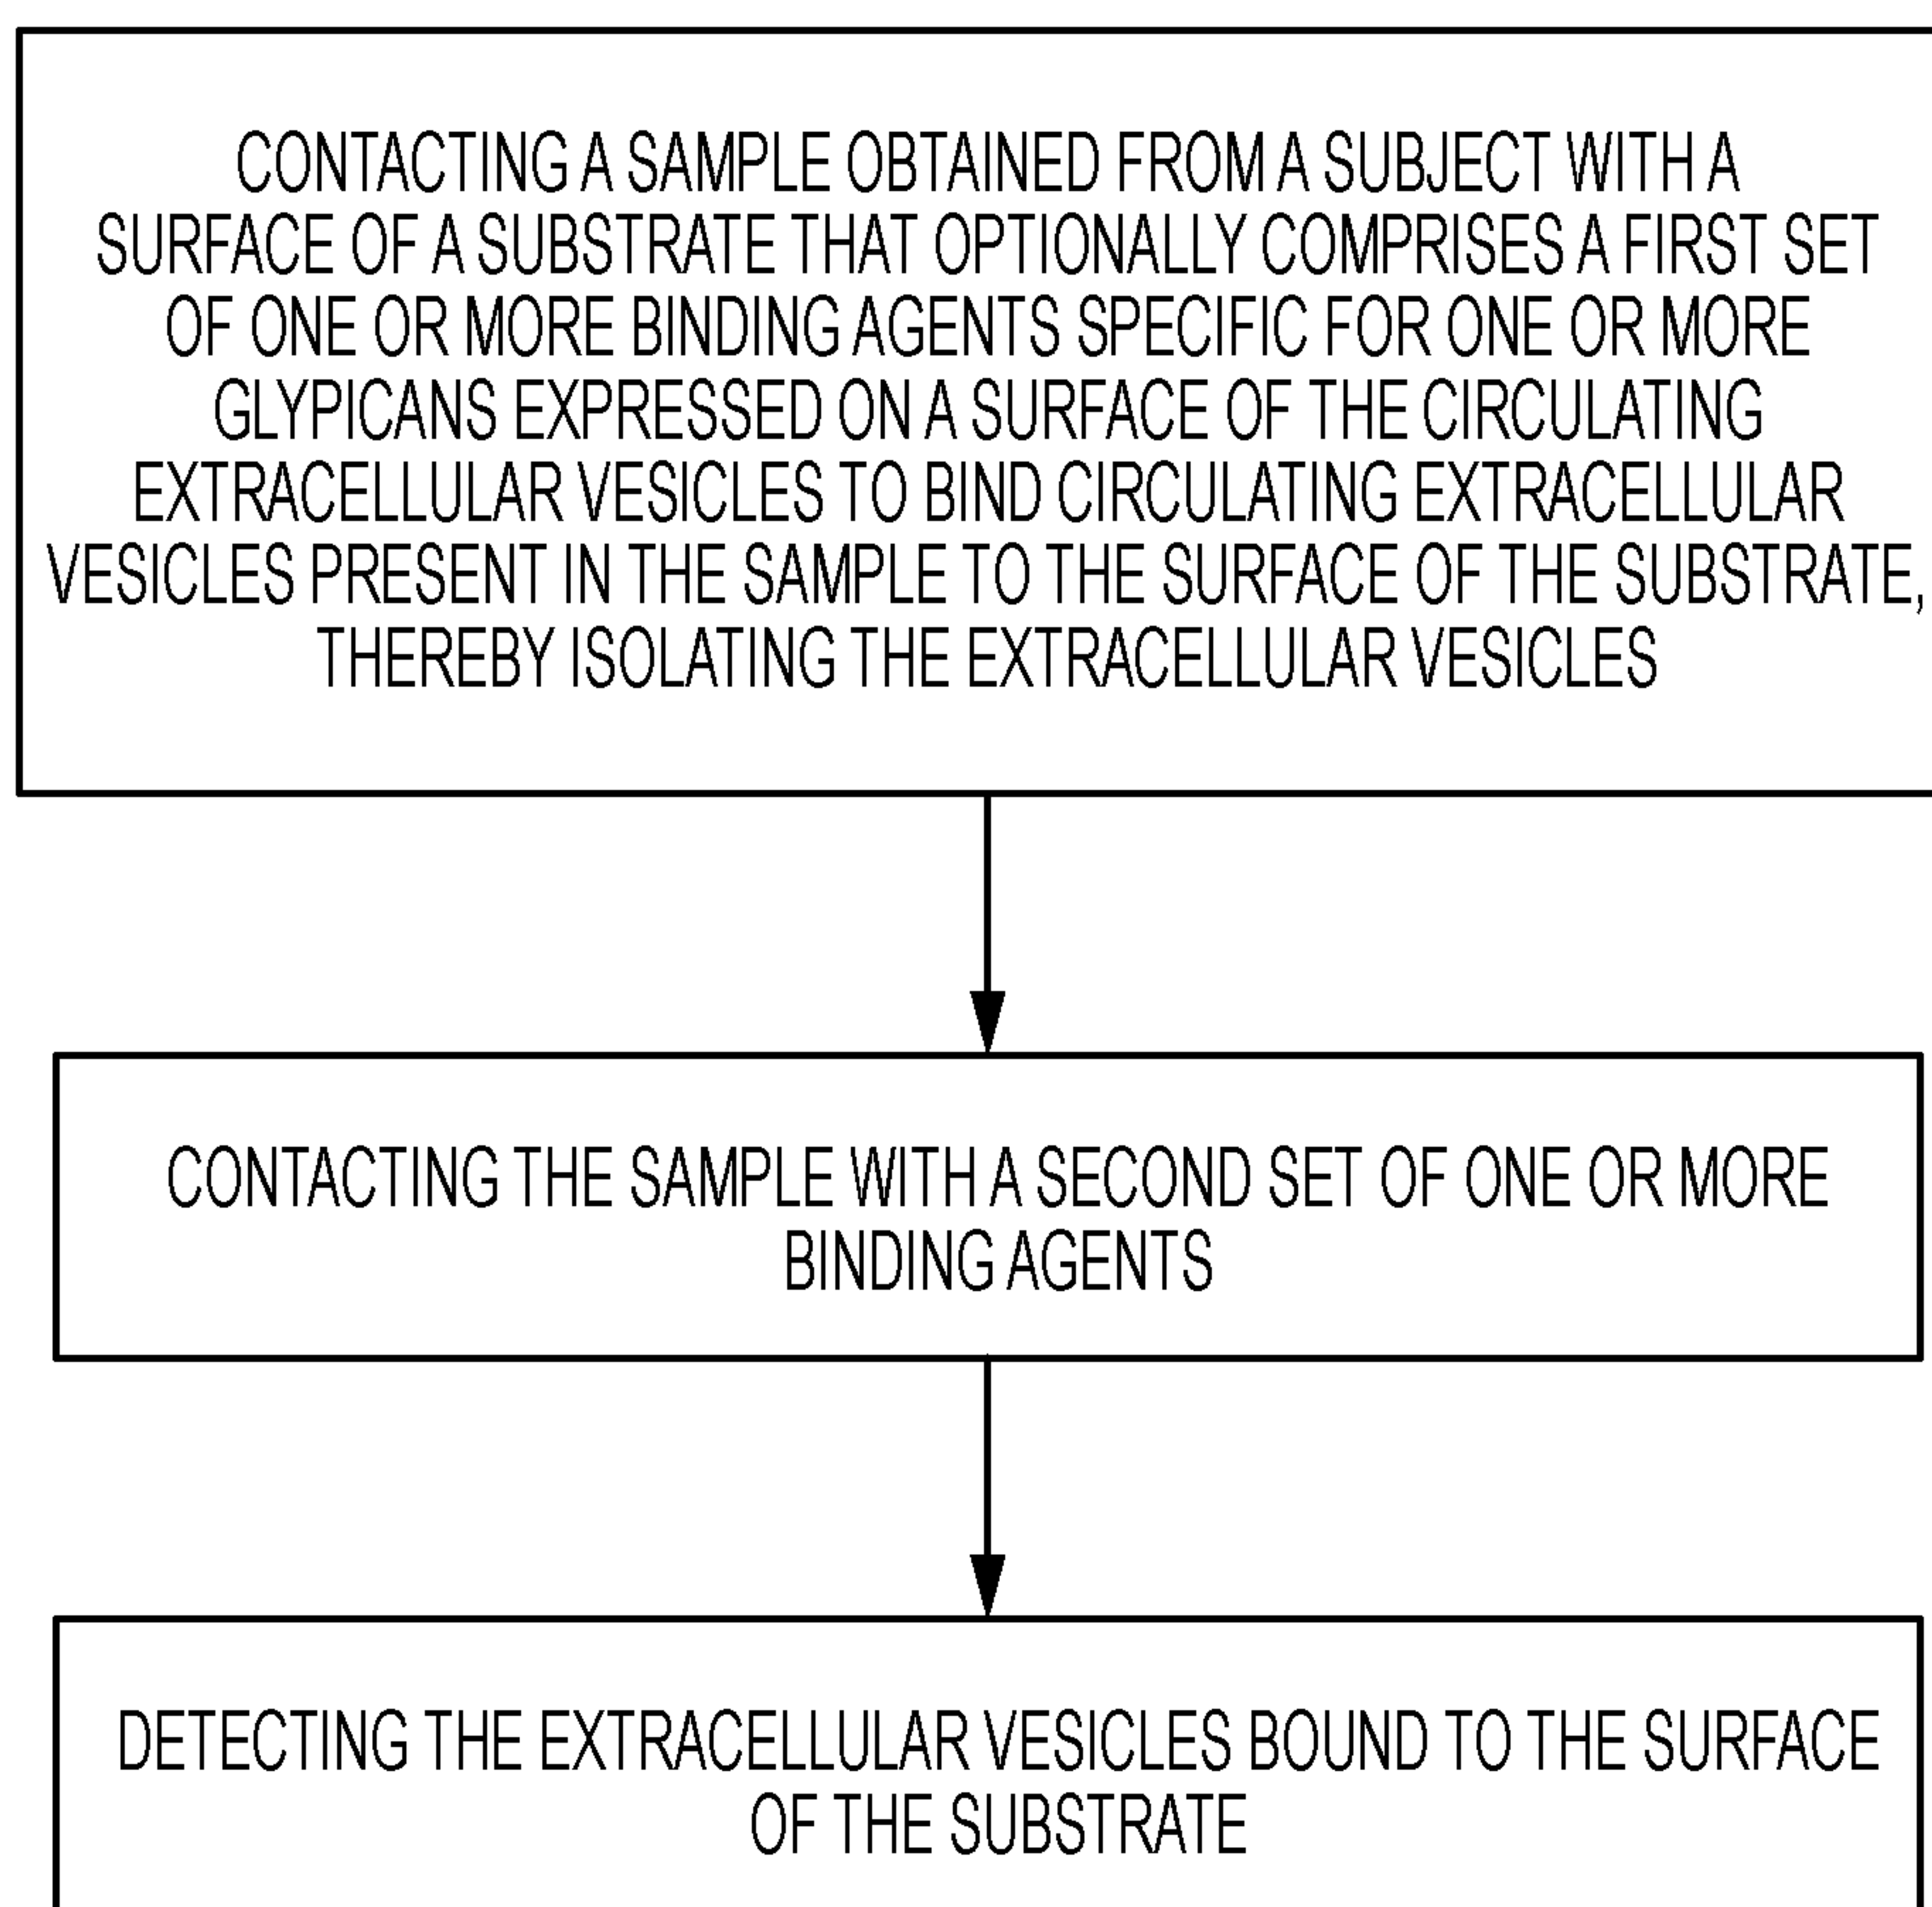 CONTACTING A SAMPLE OBTAINED FROM A SUBJECT WITH A
SURFACE OF A SUBSTRATE THAT OPTIONALLY COMPRISES A FIRST SET
OF ONE OR MORE BINDING AGENTS SPECIFIC FOR ONE OR MORE
GLYPICANS EXPRESSED ON A SURFACE OF THE CIRCULATING
EXTRACELLULAR VESICLES TO BIND CIRCULATING EXTRACELLULAR
VESICLES PRESENT IN THE SAMPLE TO THE SURFACE OF THE SUBSTRATE,
THEREBY ISOLATING THE EXTRACELLULAR VESICLES
CONTACTING THE SAMPLE WITH A SECOND SET OF ONE OR MORE
BINDING AGENTS
DETECTING THE EXTRACELLULAR VESICLES BOUND TO THE SURFACE
OF THE SUBSTRATE